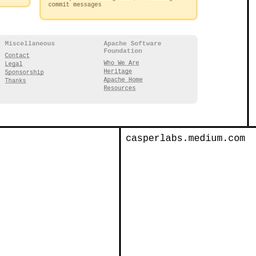 commit messages
Miscellaneous
Contact
Legal
Sponsorship
Thanks
Apache Software
Foundation
Who We Are
Heritage
Apache Home
Resources
casperlabs.medium.com